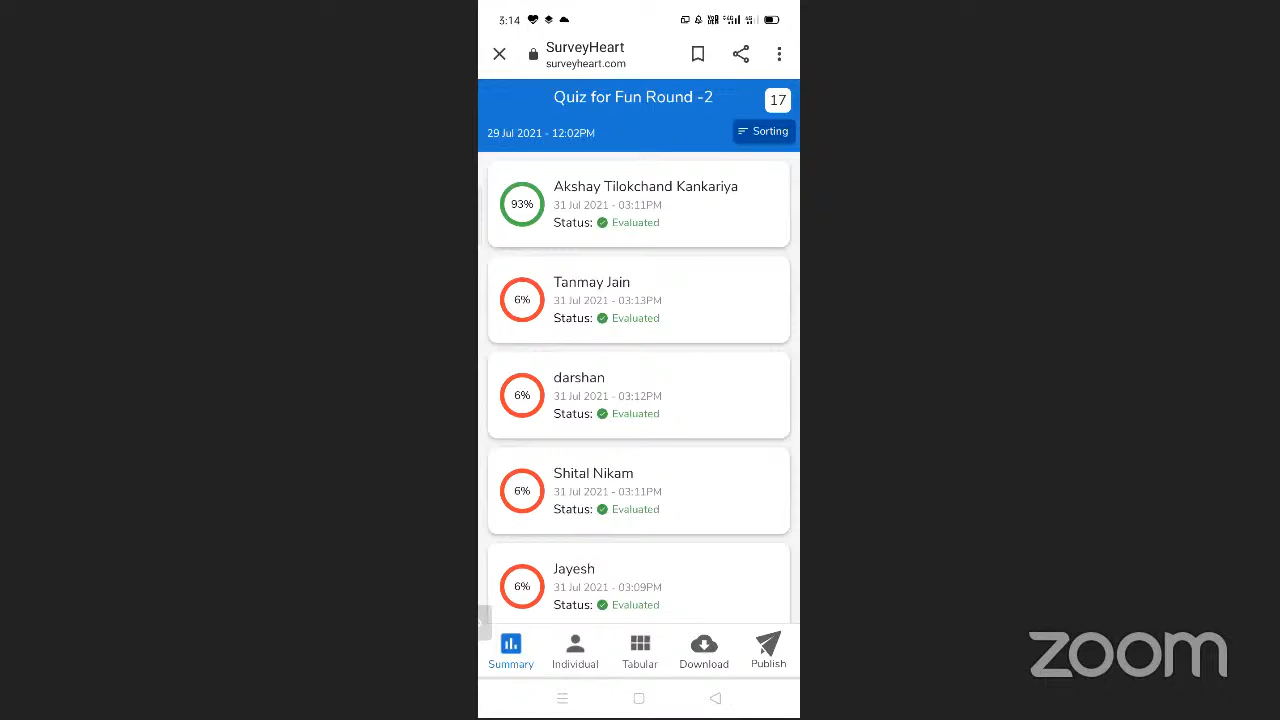 3:14
SurveyHeart
surveyheart.com
Quiz for Fun Round -2
17
29 Jul 2021 - 12:02PM
Sorting
93%
Akshay Tilokchand Kankariya
31 Jul 2021 - 03:11PM
Status: Evaluated
6%
Tanmay Jain
31 Jul 2021 - 03:13PM
Status: Evaluated
6%
darshan
31 Jul 2021 - 03:12PM
Status: Evaluated
6%
Shital Nikam
31 Jul 2021 - 03:11PM
Status: Evaluated
6%
Jayesh
31 Jul 2021 - 03:09PM
Status: Evaluated
Summary
Individual
Tabular
Download
Publish
zoom